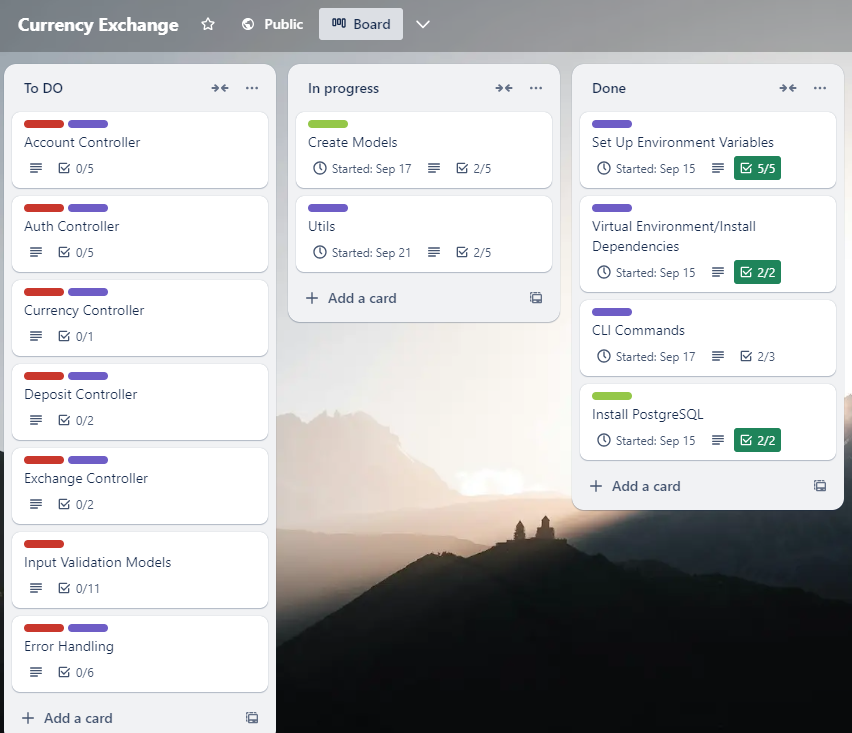 Currency Exchange
Public
Board
To DO
Account Controller
0/5
Auth Controller
0/5
Currency Controller
0/1
Deposit Controller
0/2
Exchange Controller
0/2
Input Validation Models
0/11
Error Handling
0/6
Add a card
In progress
Create Models
Started: Sep 17
2/5
Utils
Started: Sep 21
2/5
Add a card
Done
Set Up Environment Variables
Started: Sep 15
5/5
Virtual Environment/Install
Dependencies
Started: Sep 15
2/2
CLI Commands
Started: Sep 17
2/3
Install PostgreSQL
Started: Sep 15
2/2
Add a card